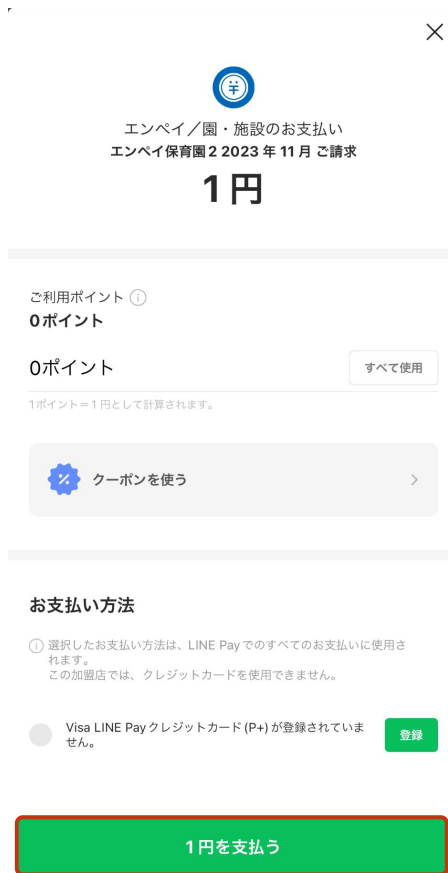 エンペイ／園・施設のお支払い
エンペイ保育園2 2023 年 11 月 ご請求
1 円
ご利用ポイント
0ポイント
0ポイント
すべて使用
1ポイント＝1 円として計算されます。
クーポンを使う
お支払い方法
選択したお支払い方法は、LINE Pay でのすべてのお支払いに使用さ
れます。
この加盟店では、クレジットカードを使用できません。
Visa LINE Pay クレジットカード (P+) が登録されていま
せん。
登録
1 円を支払う